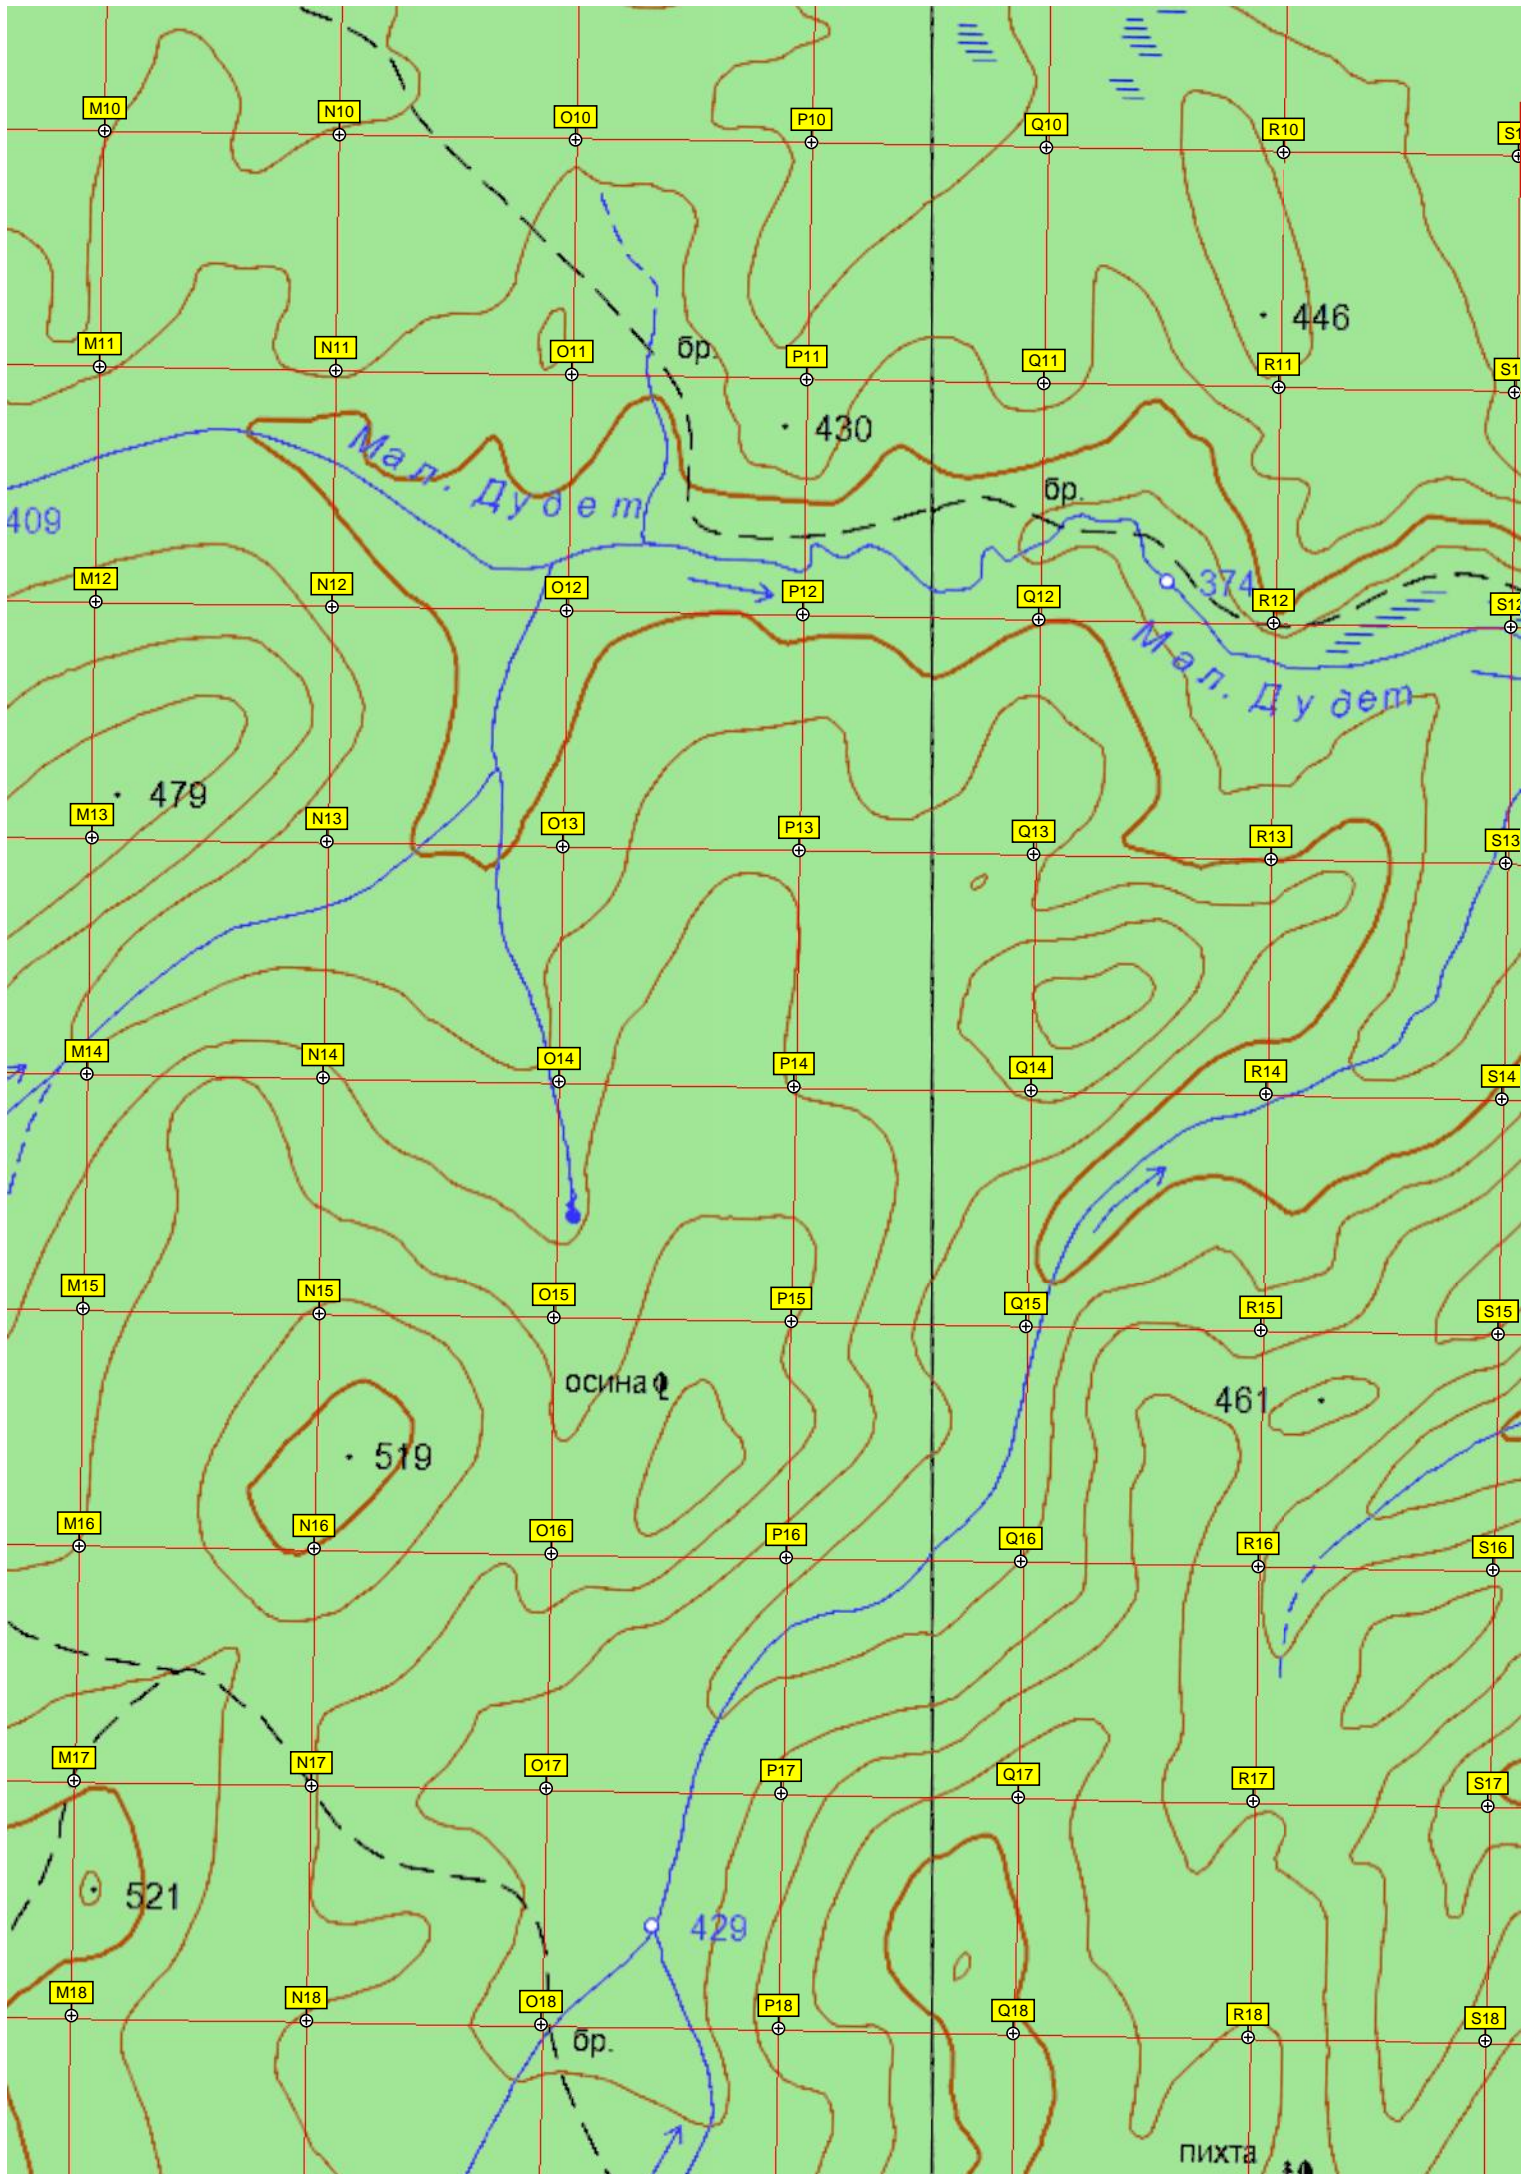 M10 N10 O10 P10 Q10 R10 S1
446
M11 N11 O11 бр. P11 Q11 R11 S1
430
Мал. Дудет бр.
409
M12 N12 O12 P12 Q12 374 R12 S12
Мал. Дудет
479
M13 N13 O13 P13 Q13 R13 S13
M14 N14 O14 P14 Q14 R14 S14
M15 N15 O15 P15 Q15 R15 S15
осина 461
519
M16 N16 O16 P16 Q16 R16 S16
M17 N17 O17 P17 Q17 R17 S17
521 429
M18 N18 O18 P18 Q18 R18 S18
бр.
пихта